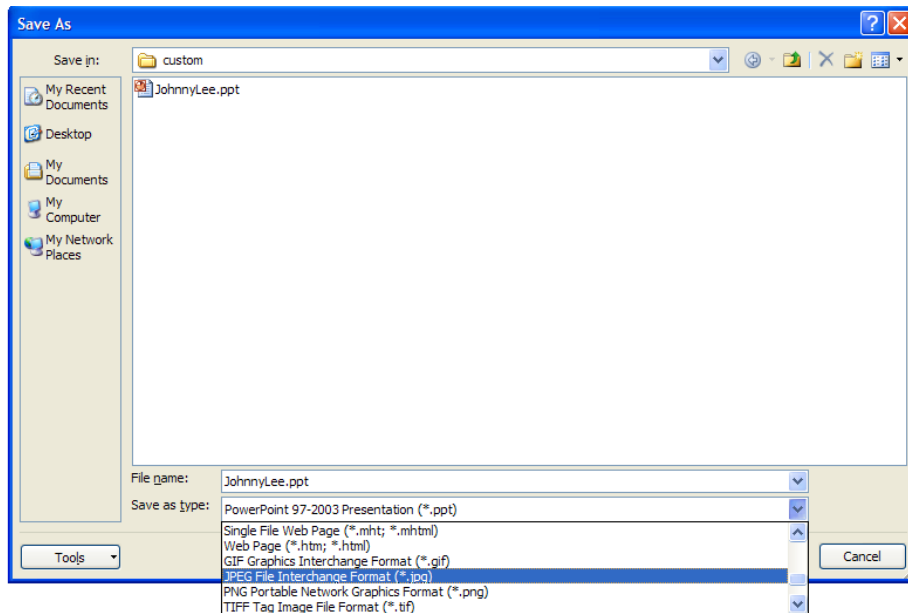 Save As
Save in:
custom
My Recent
Documents
Desktop
My
Documents
My
Computer
My Network
Places
JohnnyLee.ppt
File name:
JohnnyLee.ppt
Save as type:
PowerPoint 97-2003 Presentation (*.ppt)
Single File Web Page (*.mht; *.mhtml)
Web Page (*.htm; *.html)
GIF Graphics Interchange Format (*.gif)
JPEG File Interchange Format (*.jpg)
PNG Portable Network Graphics Format (*.png)
TIFF Tag Image File Format (*.tif)
Tools
Cancel